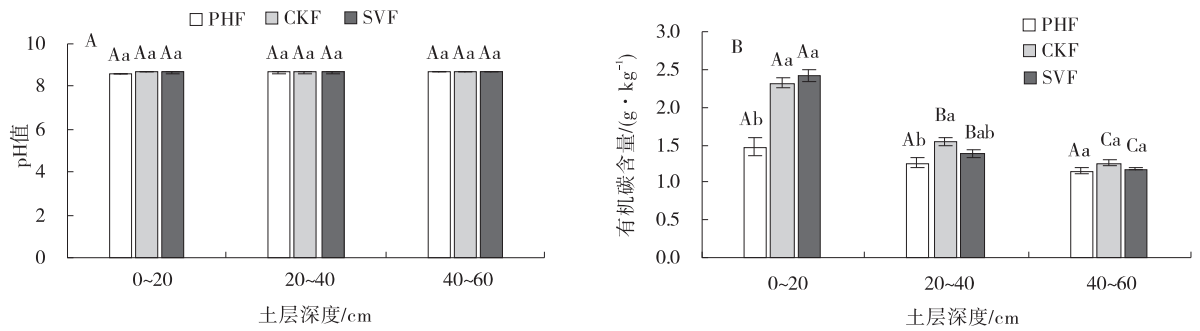 PHF CKF SVF
A
10
8
6
4
2
0
pH值
Aa Aa Aa
Aa Aa Aa
Aa Aa Aa
0~20
20~40
40~60
土层深度/cm
PHF
CKF
SVF
B
3.0
2.5
2.0
1.5
1.0
0.5
0.0
有机碳含量/(g·kg⁻¹)
Ab Aa Aa
Ab Ba Bab
Aa Ca Ca
0~20
20~40
40~60
土层深度/cm